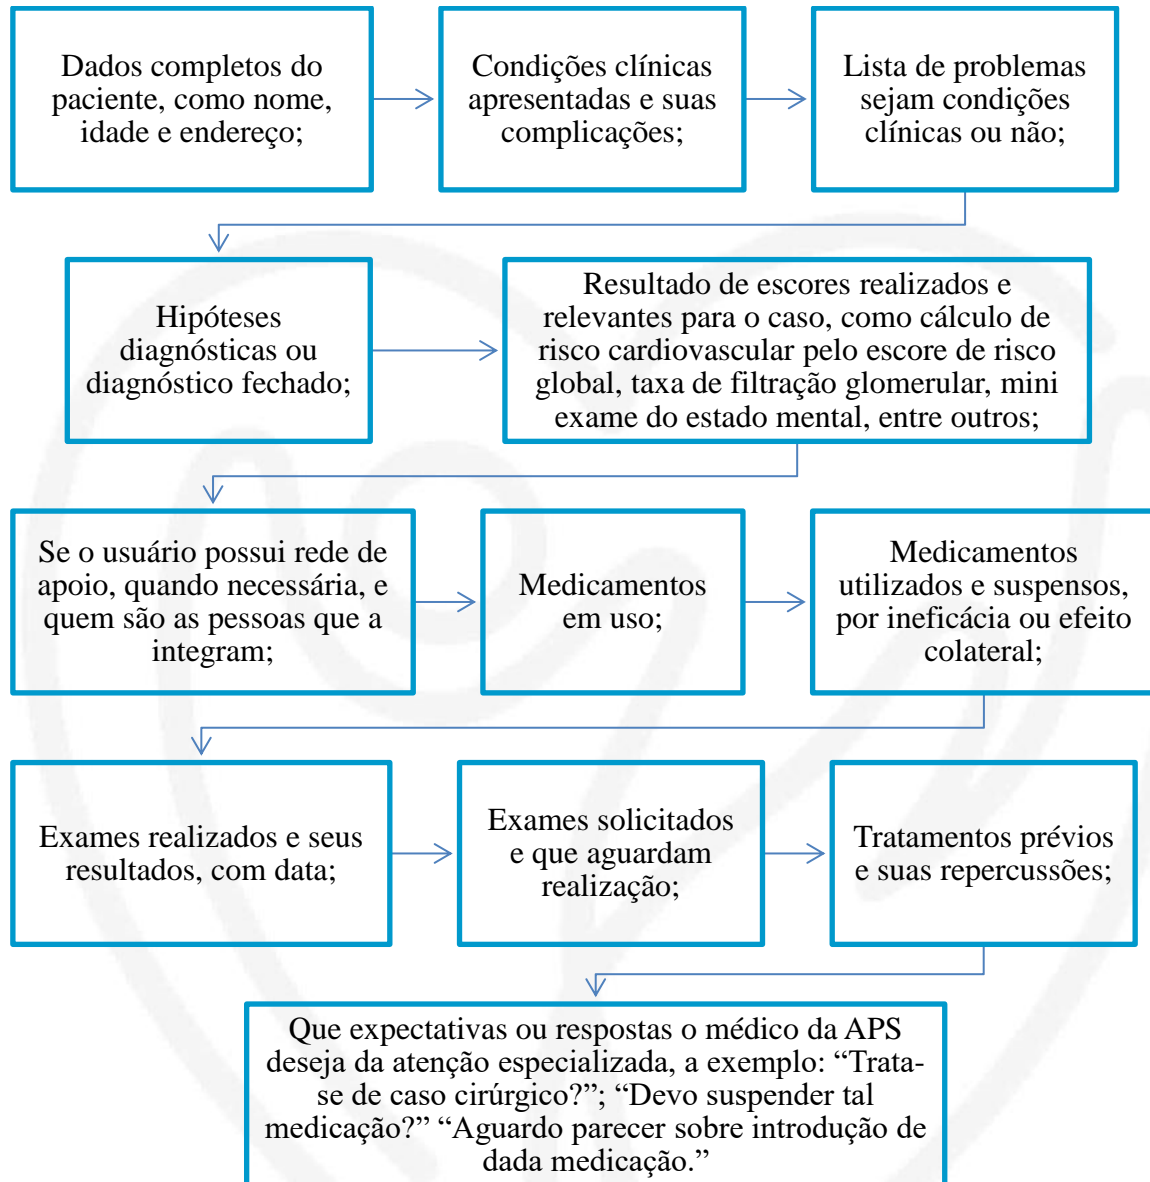 Dados completos do
paciente, como nome,
idade e endereço;
Condições clínicas
apresentadas e suas
complicações;
Lista de problemas
sejam condições
clínicas ou não;
Hipóteses
diagnósticas ou
diagnóstico fechado;
Resultado de escores realizados e
relevantes para o caso, como cálculo de
risco cardiovascular pelo escore de risco
global, taxa de filtração glomerular, mini
exame do estado mental, entre outros;
Se o usuário possui rede de
apoio, quando necessária, e
quem são as pessoas que a
integram;
Medicamentos
em uso;
Medicamentos
utilizados e suspensos,
por ineficácia ou efeito
colateral;
Exames realizados e seus
resultados, com data;
Exames solicitados
e que aguardam
realização;
Tratamentos prévios
e suas repercussões;
Que expectativas ou respostas o médico da APS
deseja da atenção especializada, a exemplo: “Trata-
se de caso cirúrgico?”; “Devo suspender tal
medicação?” “Aguardo parecer sobre introdução de
dada medicação.”